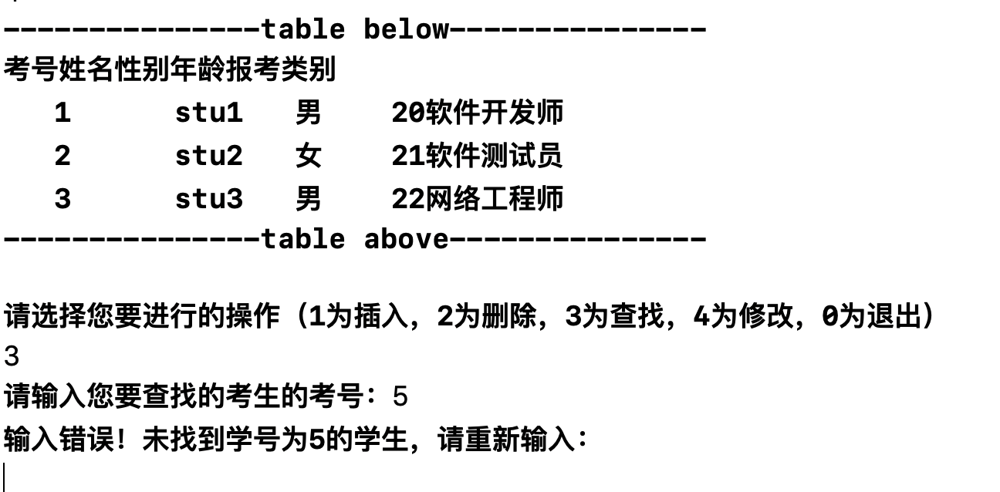 ---------------table below---------------
考号姓名性别年龄报考类别
1 stu1 男 20软件开发师
2 stu2 女 21软件测试员
3 stu3 男 22网络工程师
---------------table above---------------
请选择您要进行的操作（1为插入，2为删除，3为查找，4为修改，0为退出）
3
请输入您要查找的考生的考号：5
输入错误！未找到学号为5的学生，请重新输入：